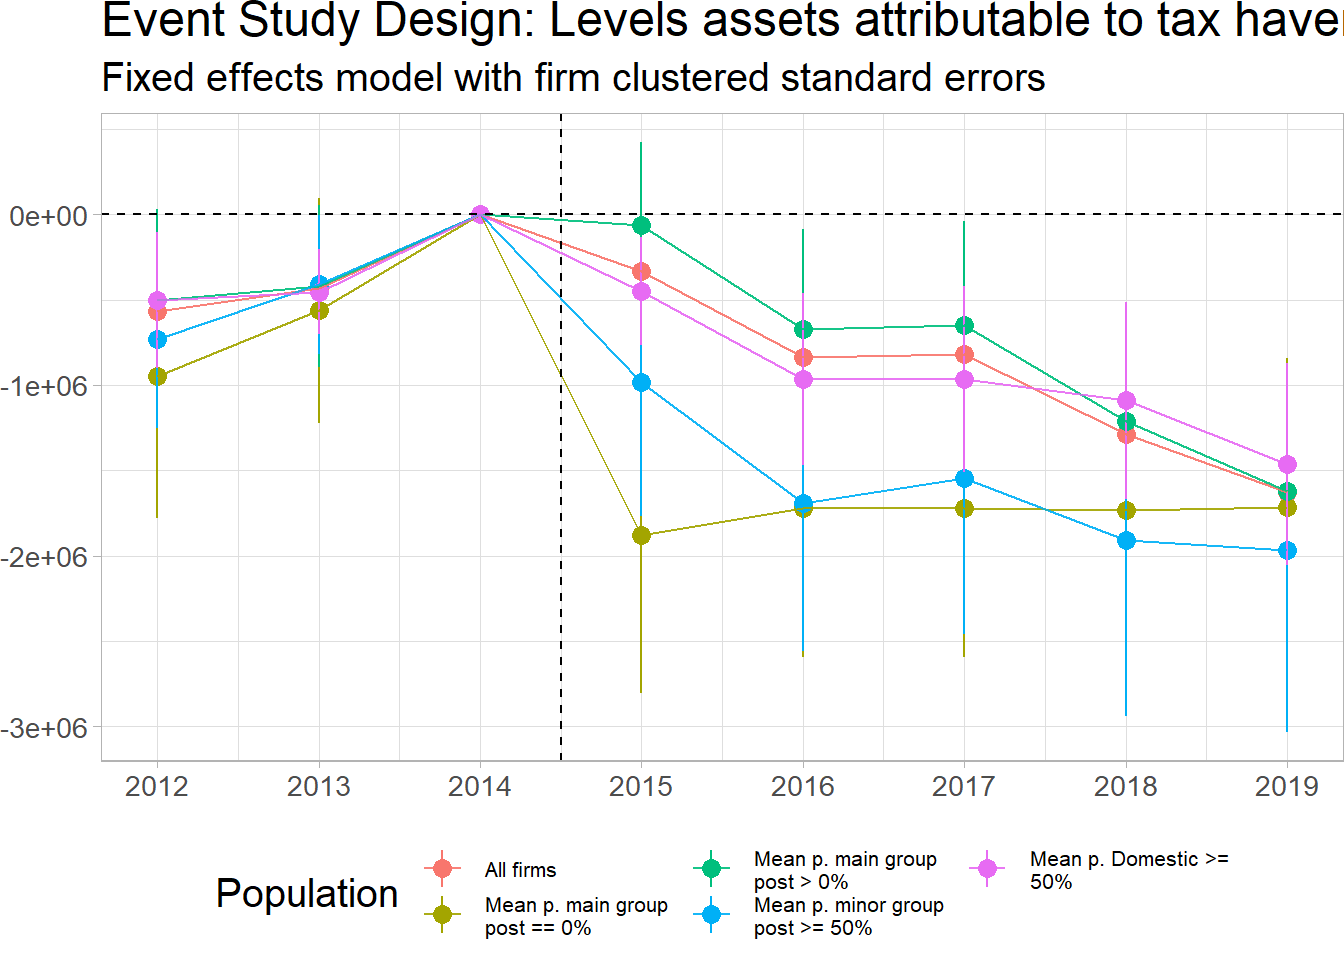 Event Study Design: Levels assets attributable to tax haven
Fixed effects model with firm clustered standard errors
0e+00
-1e+06
-2e+06
-3e+06
2012 2013 2014 2015 2016 2017 2018 2019
Population
All firms
Mean p. main group
post == 0%
Mean p. main group
post > 0%
Mean p. minor group
post >= 50%
Mean p. Domestic >=
50%